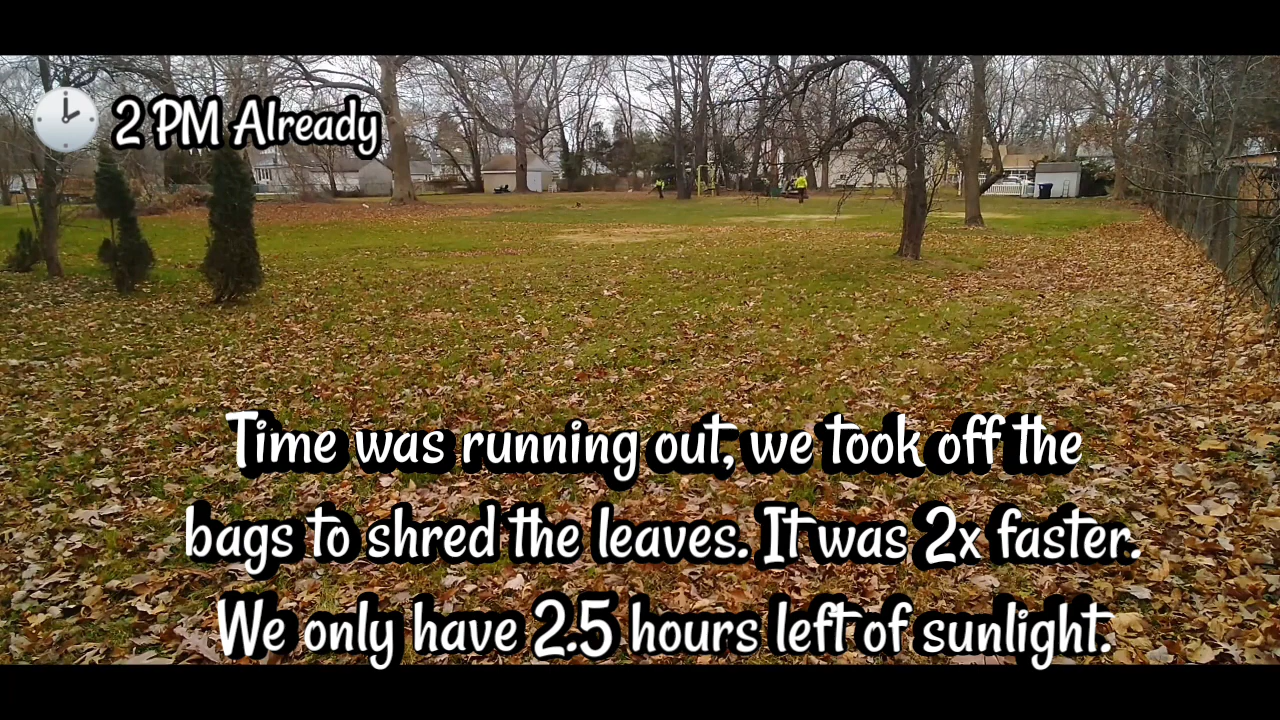 2 PM Already
Time was running out, we took off the
bags to shred the leaves. It was 2x faster.
We only have 2.5 hours left of sunlight.